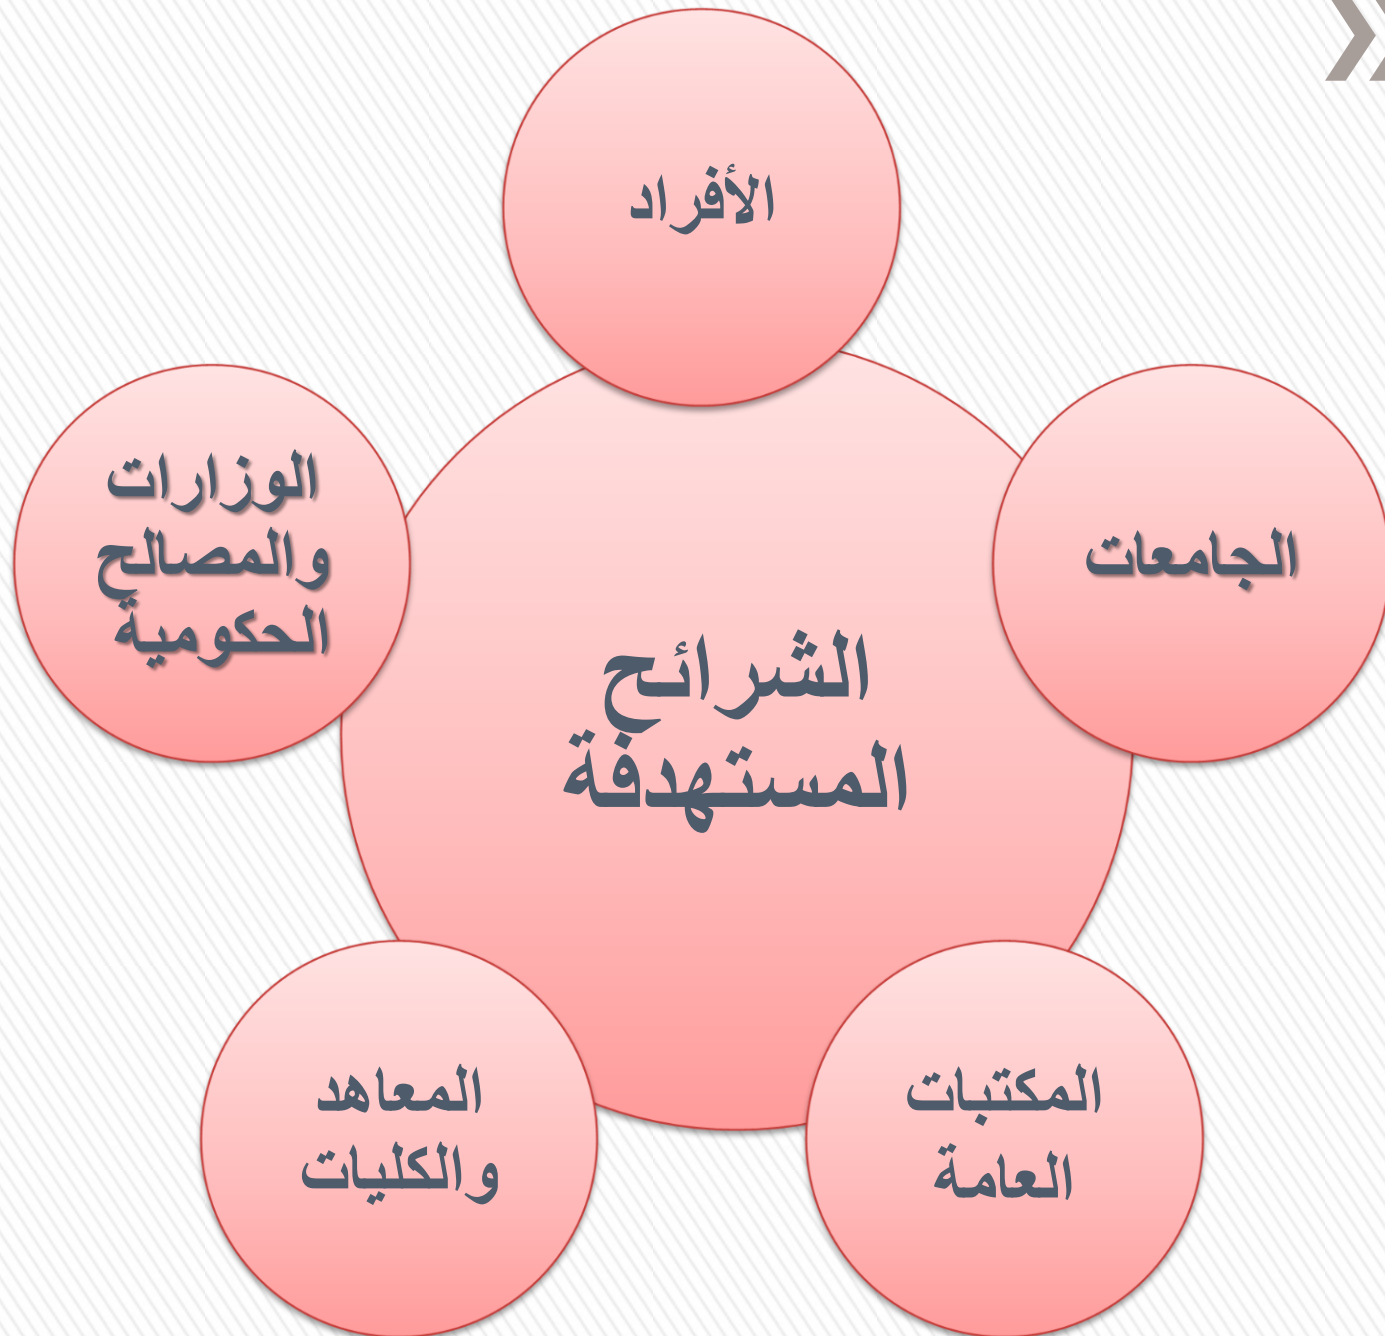 الأفراد
الجامعات
الوزارات
والمصالح
الحكومية
الشرائح
المستهدفة
المكتبات
العامة
المعاهد
والكليات